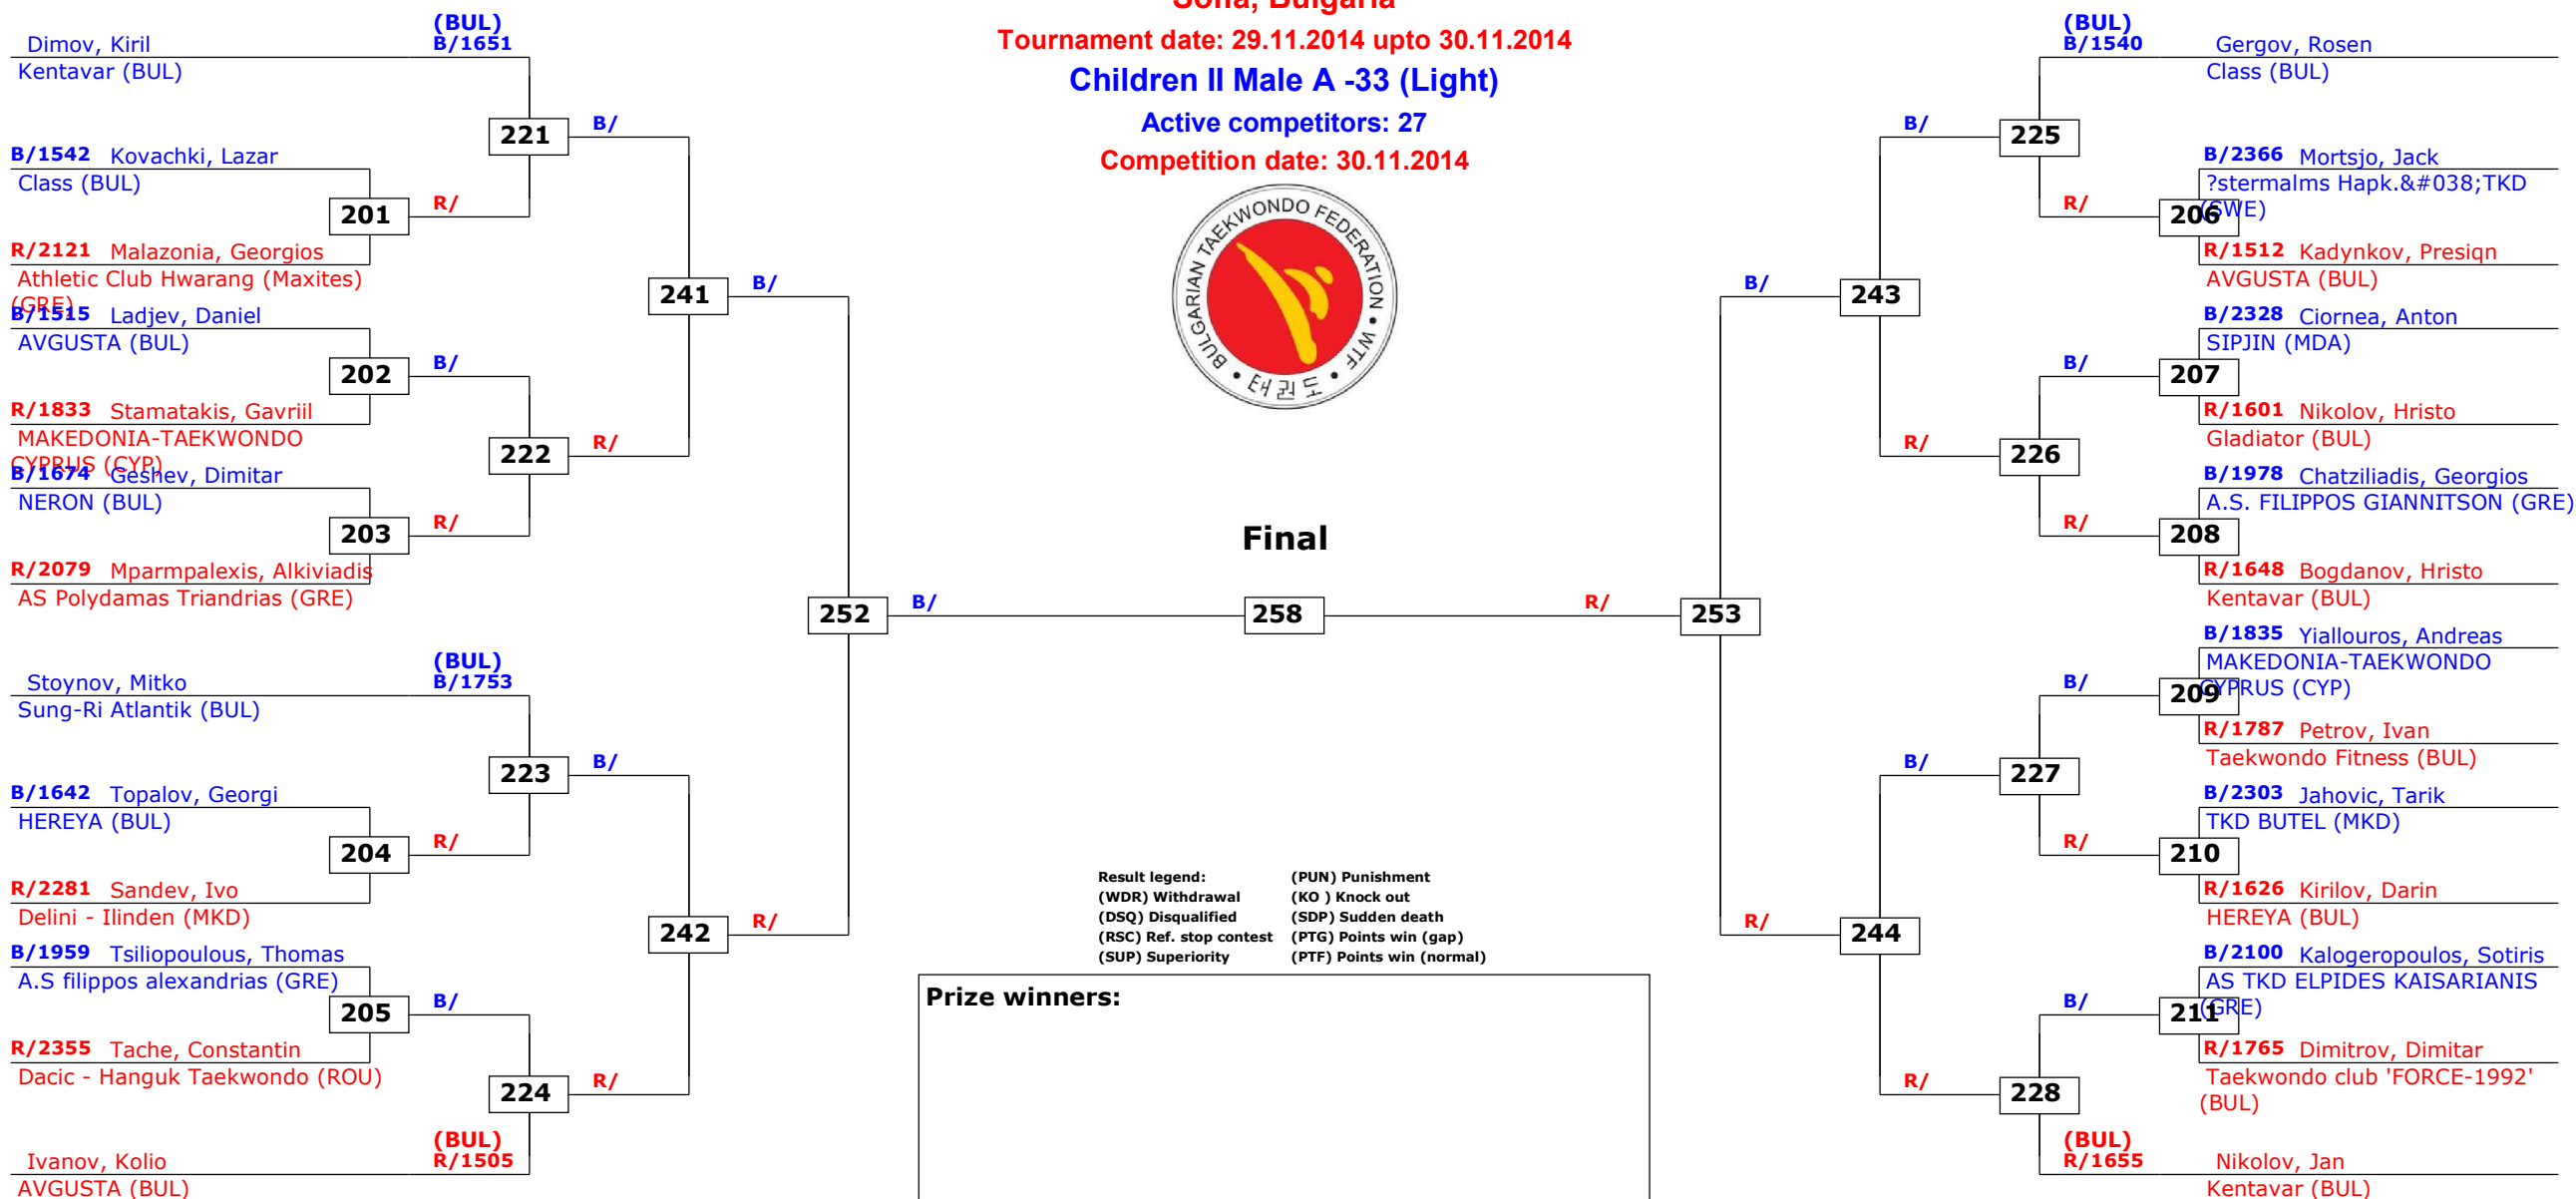 Sofia, Bulgaria
Tournament date: 29.11.2014 upto 30.11.2014
Children II Male A -33 (Light)
Active competitors: 27
Competition date: 30.11.2014
BULGARIAN TAEKWONDO FEDERATION • WTF •
태권도
(BUL)
Dimov, Kiril B/1651
Kentavar (BUL)
221
B/
B/1542 Kovachki, Lazar
Class (BUL)
201
R/
R/2121 Malazonia, Georgios
Athletic Club Hwarang (Maxites)
(GRE)
241
B/
B/1515 Ladjev, Daniel
AVGUSTA (BUL)
202
B/
R/1833 Stamatakis, Gavriil
MAKEDONIA-TAEKWONDO
CYPRUS (CYP)
222
R/
B/1674 Geshev, Dimitar
NERON (BUL)
203
R/
R/2079 Mparmpalexis, Alkiviadis
AS Polydamas Triandrias (GRE)
252
B/
(BUL)
Stoynov, Mitko B/1753
Sung-Ri Atlantik (BUL)
223
B/
B/1642 Topalov, Georgi
HEREYA (BUL)
204
R/
R/2281 Sandev, Ivo
Delini - Ilinden (MKD)
242
R/
B/1959 Tsiliopoulous, Thomas
A.S filippos alexandrias (GRE)
205
B/
R/2355 Tache, Constantin
Dacic - Hanguk Taekwondo (ROU)
224
R/
(BUL)
Ivanov, Kolio R/1505
AVGUSTA (BUL)
Final
258
R/
253
(BUL)
B/1540 Gergov, Rosen
Class (BUL)
B/
225
B/2366 Mortsjo, Jack
?stermalms Hapk.&#038;TKD
(SWE)
R/
206
R/1512 Kadynkov, Presiqn
AVGUSTA (BUL)
B/
243
B/2328 Ciornea, Anton
SIPJIN (MDA)
B/
207
R/1601 Nikolov, Hristo
Gladiator (BUL)
R/
226
B/1978 Chatziliadis, Georgios
A.S. FILIPPOS GIANNITSON (GRE)
R/
208
R/1648 Bogdanov, Hristo
Kentavar (BUL)
B/1835 Yiallouros, Andreas
MAKEDONIA-TAEKWONDO
CYPRUS (CYP)
B/
209
R/1787 Petrov, Ivan
Taekwondo Fitness (BUL)
B/
227
B/2303 Jahovic, Tarik
TKD BUTEL (MKD)
R/
210
R/1626 Kirilov, Darin
HEREYA (BUL)
R/
244
B/2100 Kalogeropoulos, Sotiris
AS TKD ELPIDES KAISARIANIS
(GRE)
B/
211
R/1765 Dimitrov, Dimitar
Taekwondo club 'FORCE-1992'
(BUL)
R/
228
(BUL)
R/1655 Nikolov, Jan
Kentavar (BUL)
Result legend: (PUN) Punishment
(WDR) Withdrawal (KO ) Knock out
(DSQ) Disqualified (SDP) Sudden death
(RSC) Ref. stop contest (PTG) Points win (gap)
(SUP) Superiority (PTF) Points win (normal)
Prize winners: